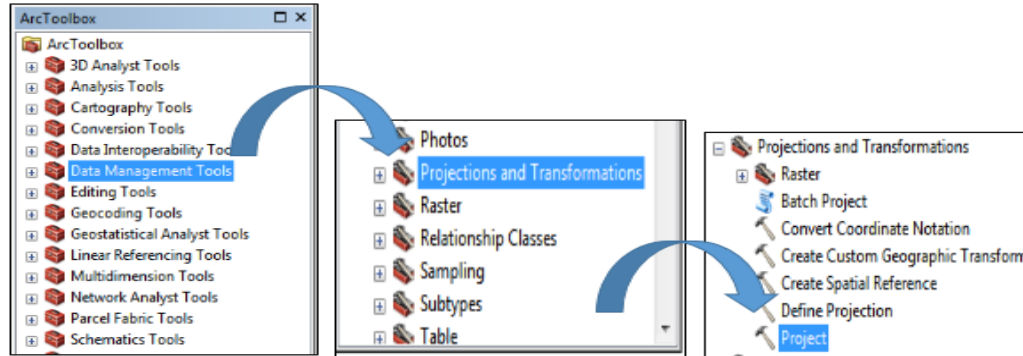 ArcToolbox
ArcToolbox
3D Analyst Tools
Analysis Tools
Cartography Tools
Conversion Tools
Data Interoperability Too
Data Management Tools
Editing Tools
Geocoding Tools
Geostatistical Analyst Tools
Linear Referencing Tools
Multidimension Tools
Network Analyst Tools
Parcel Fabric Tools
Schematics Tools
Photos
Projections and Transformations
Raster
Relationship Classes
Sampling
Subtypes
Table
Projections and Transformations
Raster
Batch Project
Convert Coordinate Notation
Create Custom Geographic Transform
Create Spatial Reference
Define Projection
Project